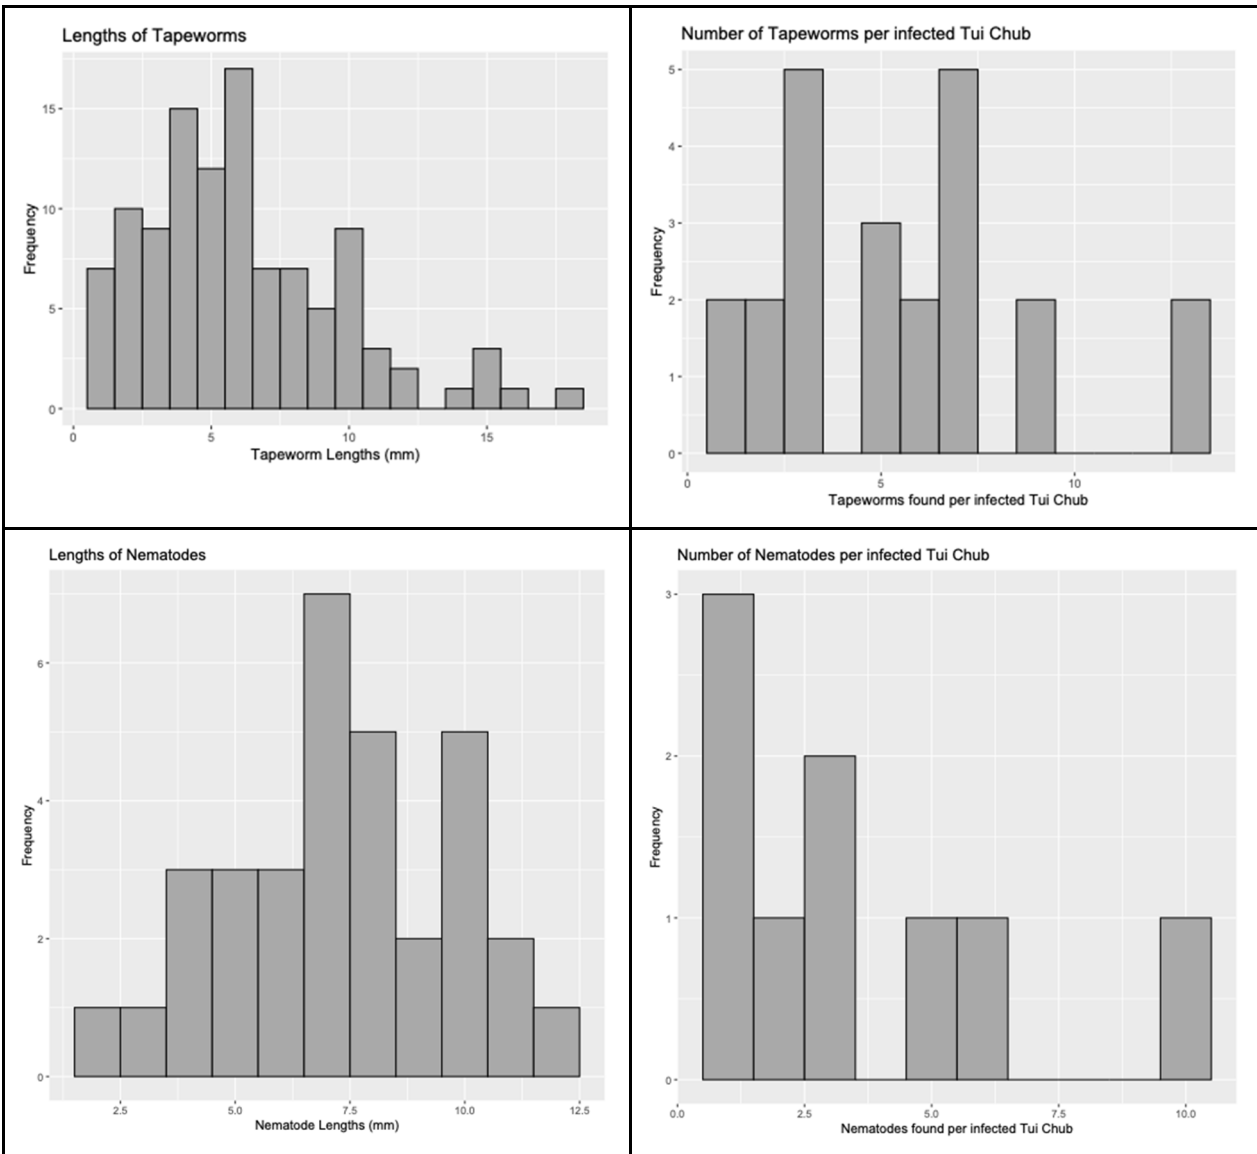 Lengths of Tapeworms
Frequency
15
10
5
0
0 5 10 15
Tapeworm Lengths (mm)
Number of Tapeworms per infected Tui Chub
Frequency
5
4
3
2
1
0
0 5 10
Tapeworms found per infected Tui Chub
Lengths of Nematodes
Frequency
6
4
2
0
2.5 5.0 7.5 10.0 12.5
Nematode Lengths (mm)
Number of Nematodes per infected Tui Chub
Frequency
3
2
1
0
0.0 2.5 5.0 7.5 10.0
Nematodes found per infected Tui Chub